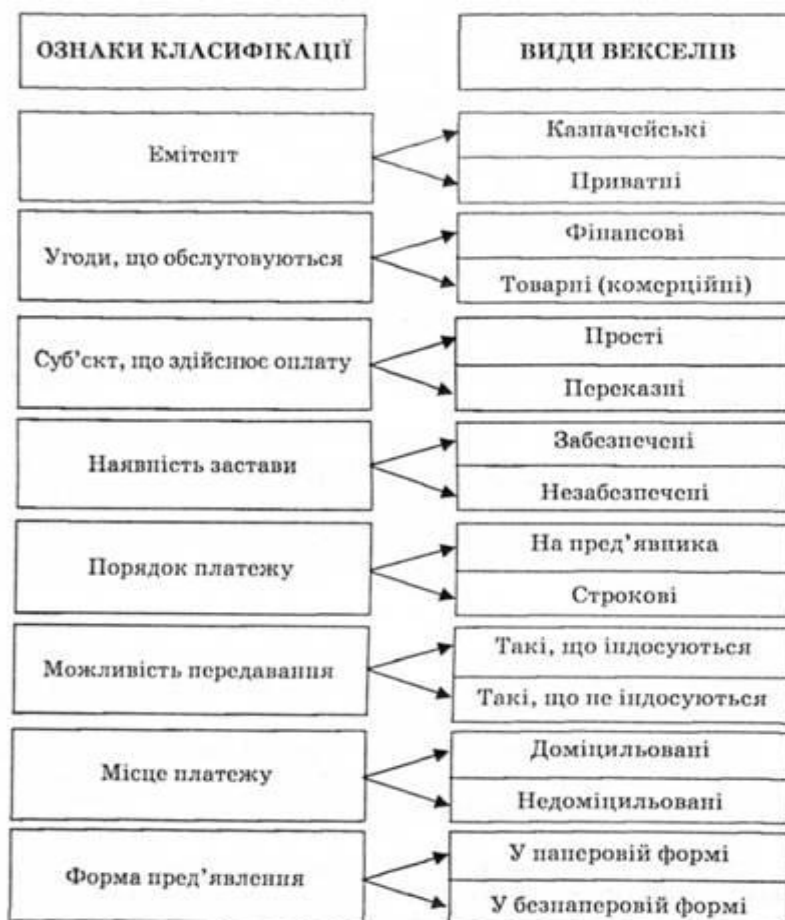 ОЗНАКИ КЛАСИФІКАЦІЇ
ВИДИ ВЕКСЕЛІВ
Емітент
Казначейські
Приватні
Угоди, що обслуговуються
Фінансові
Товарні (комерційні)
Суб’єкт, що здійснює оплату
Прості
Переказні
Наявність застави
Забезпечені
Незабезпечені
Порядок платежу
На пред’явника
Строкові
Можливість передавання
Такі, що індосуються
Такі, що не індосуються
Місце платежу
Доміцильовані
Недоміцильовані
Форма пред’явлення
У паперовій формі
У безпаперовій формі